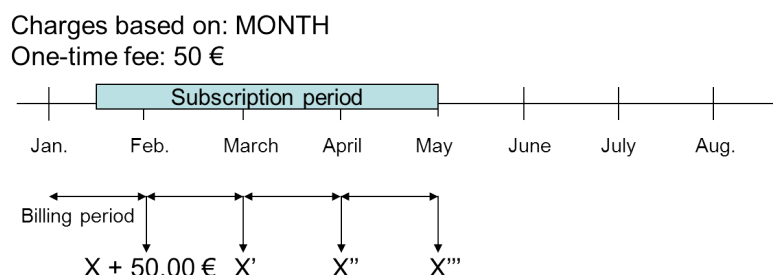 Charges based on: MONTH
One-time fee: 50 €
Subscription period
Jan. Feb. March April May June July Aug.
Billing period
X + 50.00 € X' X'' X'''